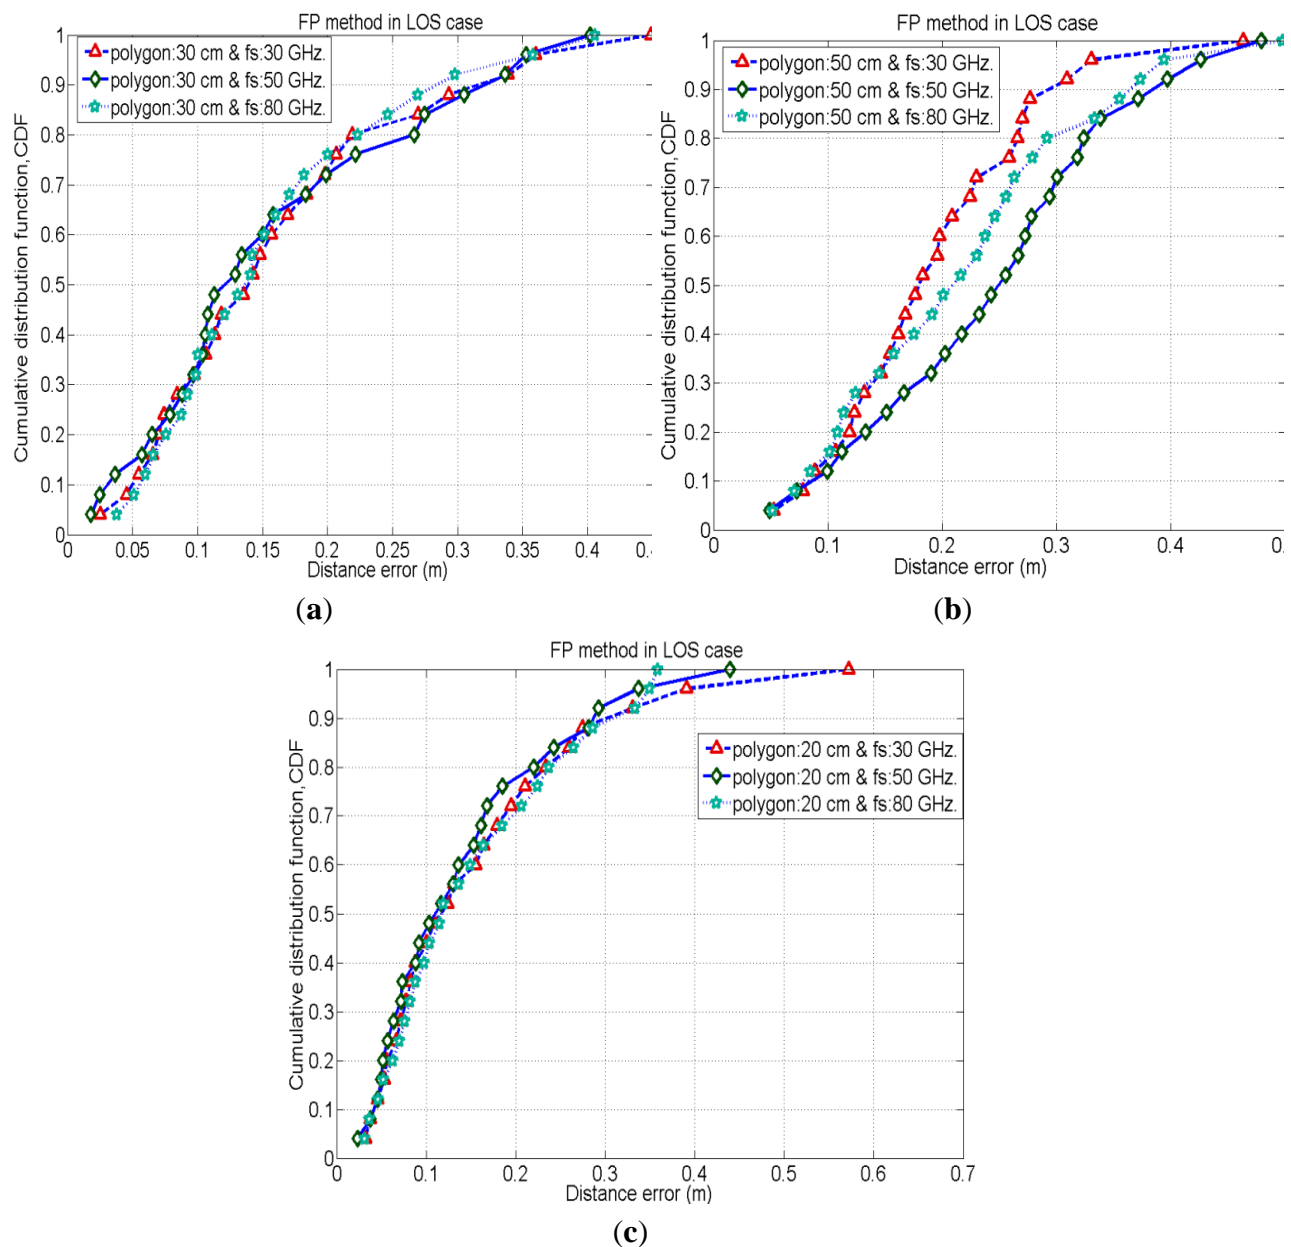 FP method in LOS case
polygon:30 cm & fs:30 GHz.
polygon:30 cm & fs:50 GHz.
polygon:30 cm & fs:80 GHz.
Cumulative distribution function,CDF
1
0.9
0.8
0.7
0.6
0.5
0.4
0.3
0.2
0.1
0
0 0.05 0.1 0.15 0.2 0.25 0.3 0.35 0.4
Distance error (m)
(a)
FP method in LOS case
polygon:50 cm & fs:30 GHz.
polygon:50 cm & fs:50 GHz.
polygon:50 cm & fs:80 GHz.
Cumulative distribution function,CDF
1
0.9
0.8
0.7
0.6
0.5
0.4
0.3
0.2
0.1
0
0 0.1 0.2 0.3 0.4
Distance error (m)
(b)
FP method in LOS case
polygon:20 cm & fs:30 GHz.
polygon:20 cm & fs:50 GHz.
polygon:20 cm & fs:80 GHz.
Cumulative distribution function,CDF
1
0.9
0.8
0.7
0.6
0.5
0.4
0.3
0.2
0.1
0
0 0.1 0.2 0.3 0.4 0.5 0.6 0.7
Distance error (m)
(c)